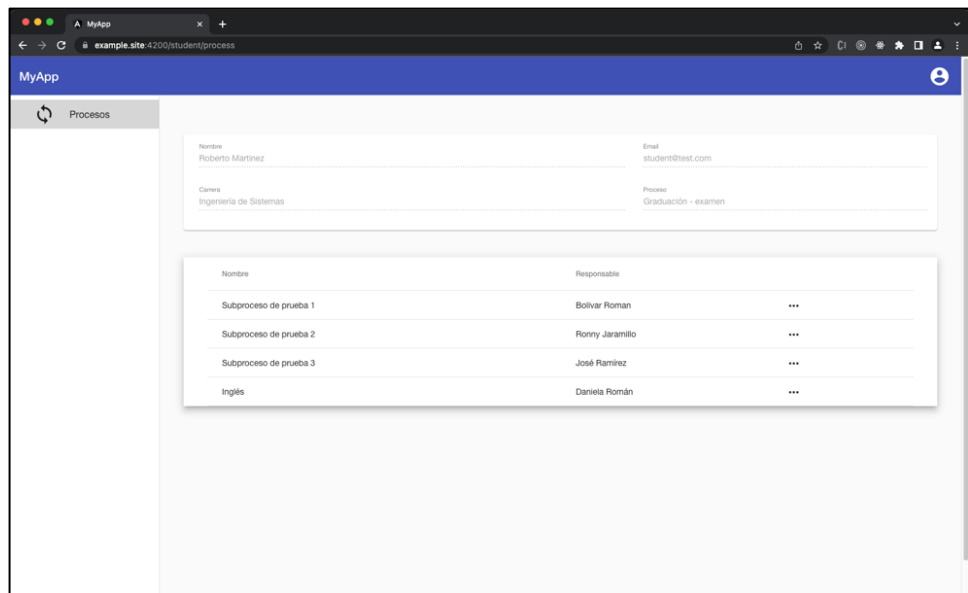 MyApp
example.site:4200/student/process
MyApp
Procesos
Nombre Email
Roberto Martinez student@test.com
Carrera Proceso
Ingeniería de Sistemas Graduación - examen
Nombre Responsable
Subproceso de prueba 1 Bolivar Roman
Subproceso de prueba 2 Ronny Jaramillo
Subproceso de prueba 3 José Ramírez
Inglés Daniela Román